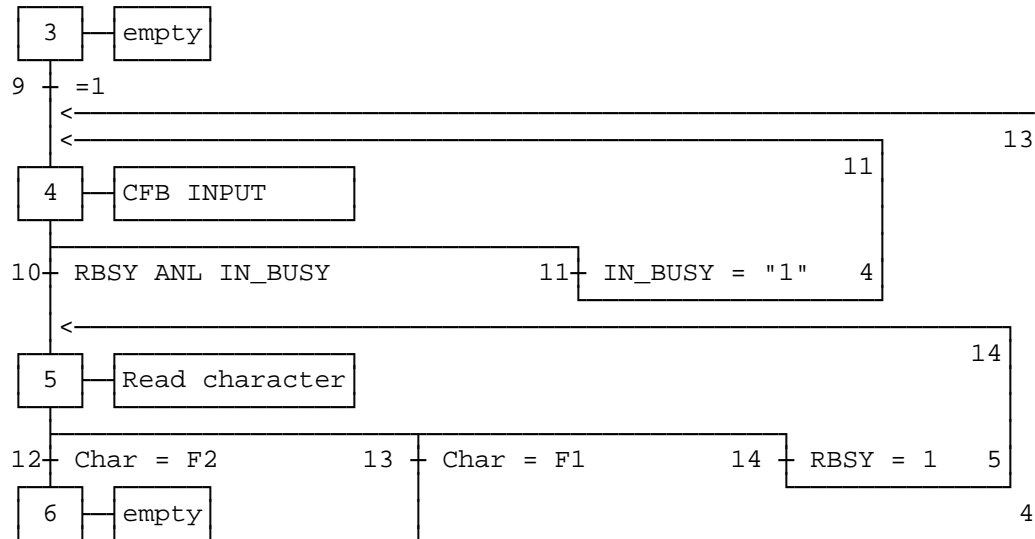 3 empty
9 =1
<
< 13
11
4 CFB INPUT
10 RBSY ANL IN_BUSY 11 IN_BUSY = "1" 4
<
14
5 Read character
12 Char = F2 13 Char = F1 14 RBSY = 1 5
6 empty 4